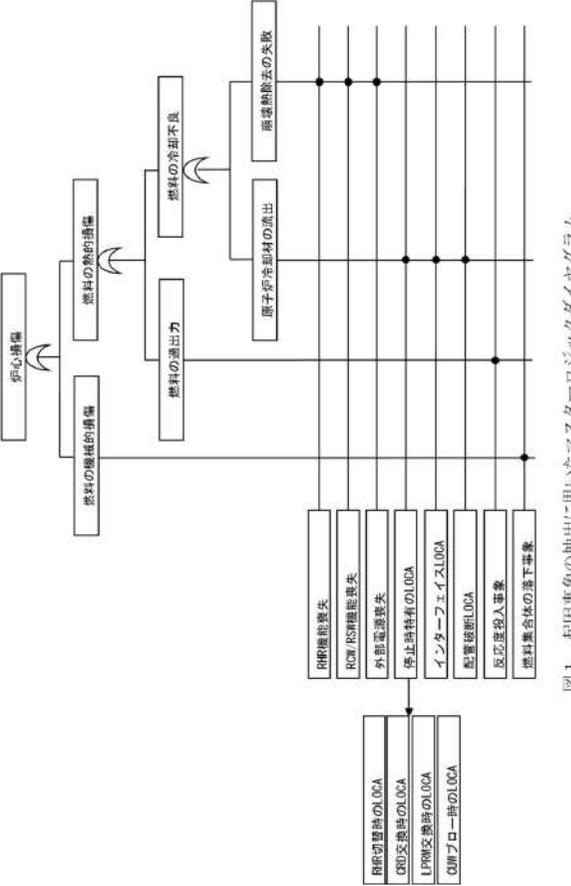 炉心損傷
燃料の機械的損傷
燃料の熱的損傷
燃料の過出力
燃料の冷却不良
原子炉冷却材の流出
崩壊熱除去の失敗
RHR機能喪失
RCW/RSW機能喪失
外部電源喪失
停止時特有のLOCA
インターフェイスLOCA
配管破断LOCA
反応度投入事象
燃料集合体の落下事象
RHR切替時のLOCA
CRD交換時のLOCA
LPRM交換時のLOCA
CUWブロー時のLOCA
図1 起因事象の抽出に用いたマスターロジックダイヤグラム